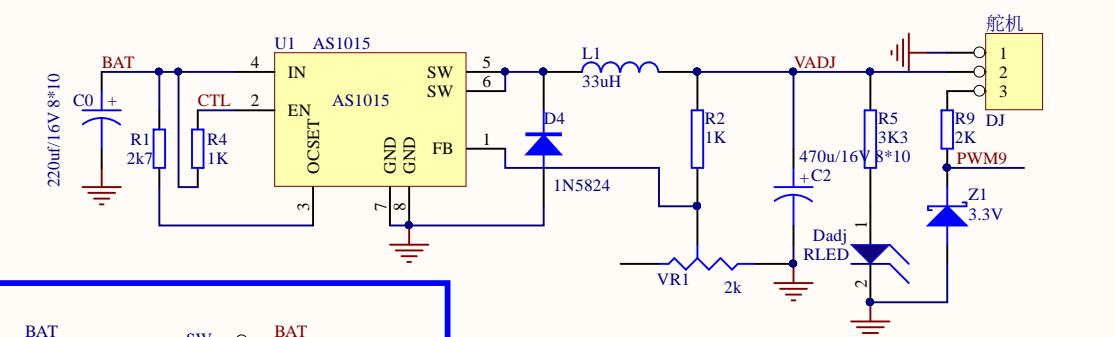 舵机
U1 AS1015
BAT
4
IN
SW
5
L1
VADJ
1
SW
6
33uH
2
3
220uf/16V 8*10
C0
+
CTL
2
EN
AS1015
DJ
R1
2k7
R4
1K
OCSET
GND
GND
FB
1
D4
R2
1K
R5
3K3
R9
2K
470u/16V 8*10
+
C2
PWM9
1N5824
3
7
8
Z1
3.3V
1
Dadj
RLED
2
VR1
2k
BAT
BAT